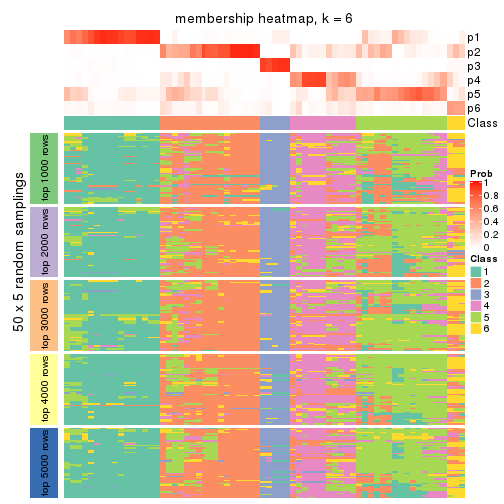 membership heatmap, k = 6
p1
p2
p3
p4
p5
p6
Class
50 x 5 random samplings
top 1000 rows
top 2000 rows
top 3000 rows
top 4000 rows
top 5000 rows
Prob
1
0.8
0.6
0.4
0.2
0
Class
1
2
3
4
5
6